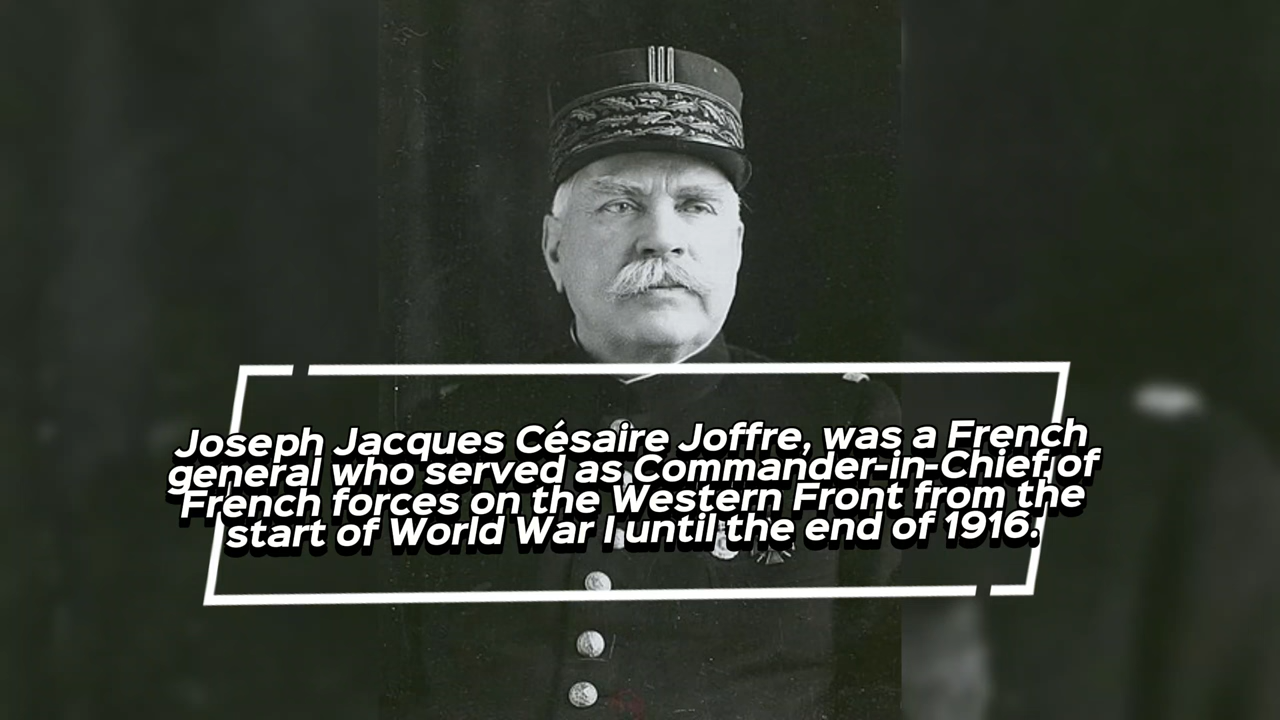 Joseph Jacques Césaire Joffre, was a French
general who served as Commander-in-Chief of
French forces on the Western Front from the
start of World War I until the end of 1916.